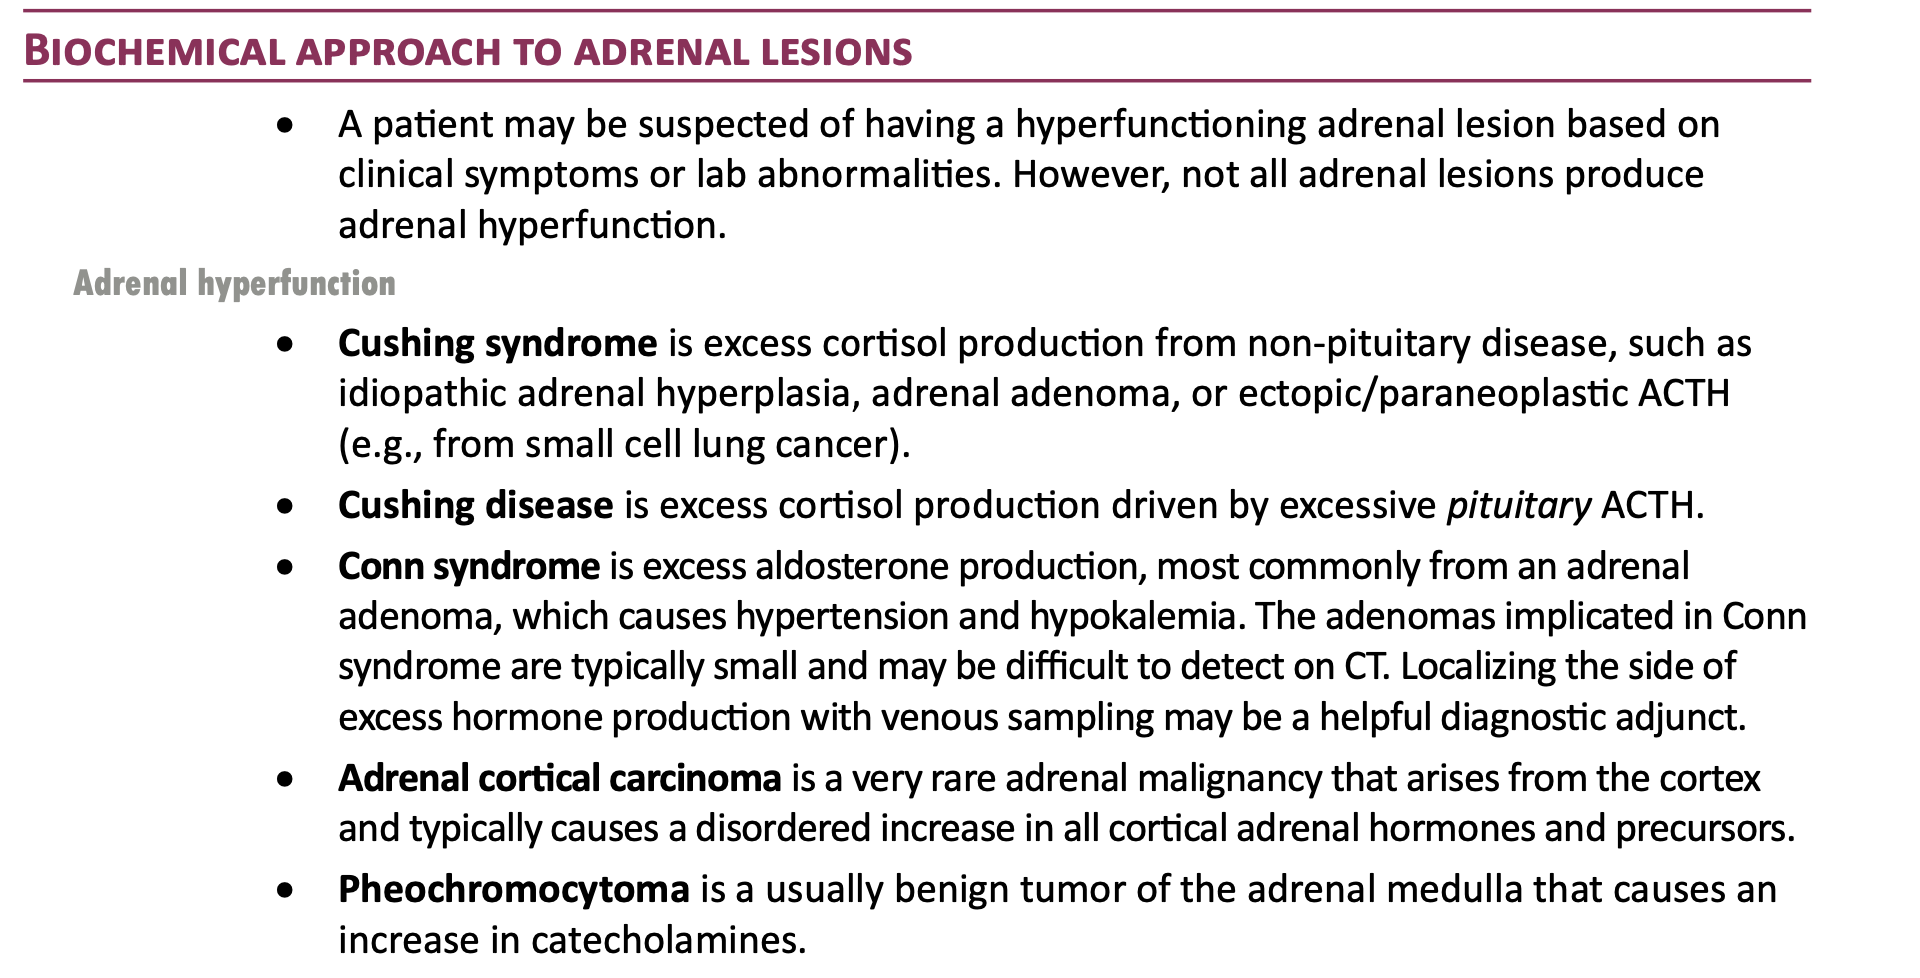 BIOCHEMICAL APPROACH TO ADRENAL LESIONS
• A patient may be suspected of having a hyperfunctioning adrenal lesion based on
clinical symptoms or lab abnormalities. However, not all adrenal lesions produce
adrenal hyperfunction.
Adrenal hyperfunction
• Cushing syndrome is excess cortisol production from non-pituitary disease, such as
idiopathic adrenal hyperplasia, adrenal adenoma, or ectopic/paraneoplastic ACTH
(e.g., from small cell lung cancer).
• Cushing disease is excess cortisol production driven by excessive pituitary ACTH.
• Conn syndrome is excess aldosterone production, most commonly from an adrenal
adenoma, which causes hypertension and hypokalemia. The adenomas implicated in Conn
syndrome are typically small and may be difficult to detect on CT. Localizing the side of
excess hormone production with venous sampling may be a helpful diagnostic adjunct.
• Adrenal cortical carcinoma is a very rare adrenal malignancy that arises from the cortex
and typically causes a disordered increase in all cortical adrenal hormones and precursors.
• Pheochromocytoma is a usually benign tumor of the adrenal medulla that causes an
increase in catecholamines.